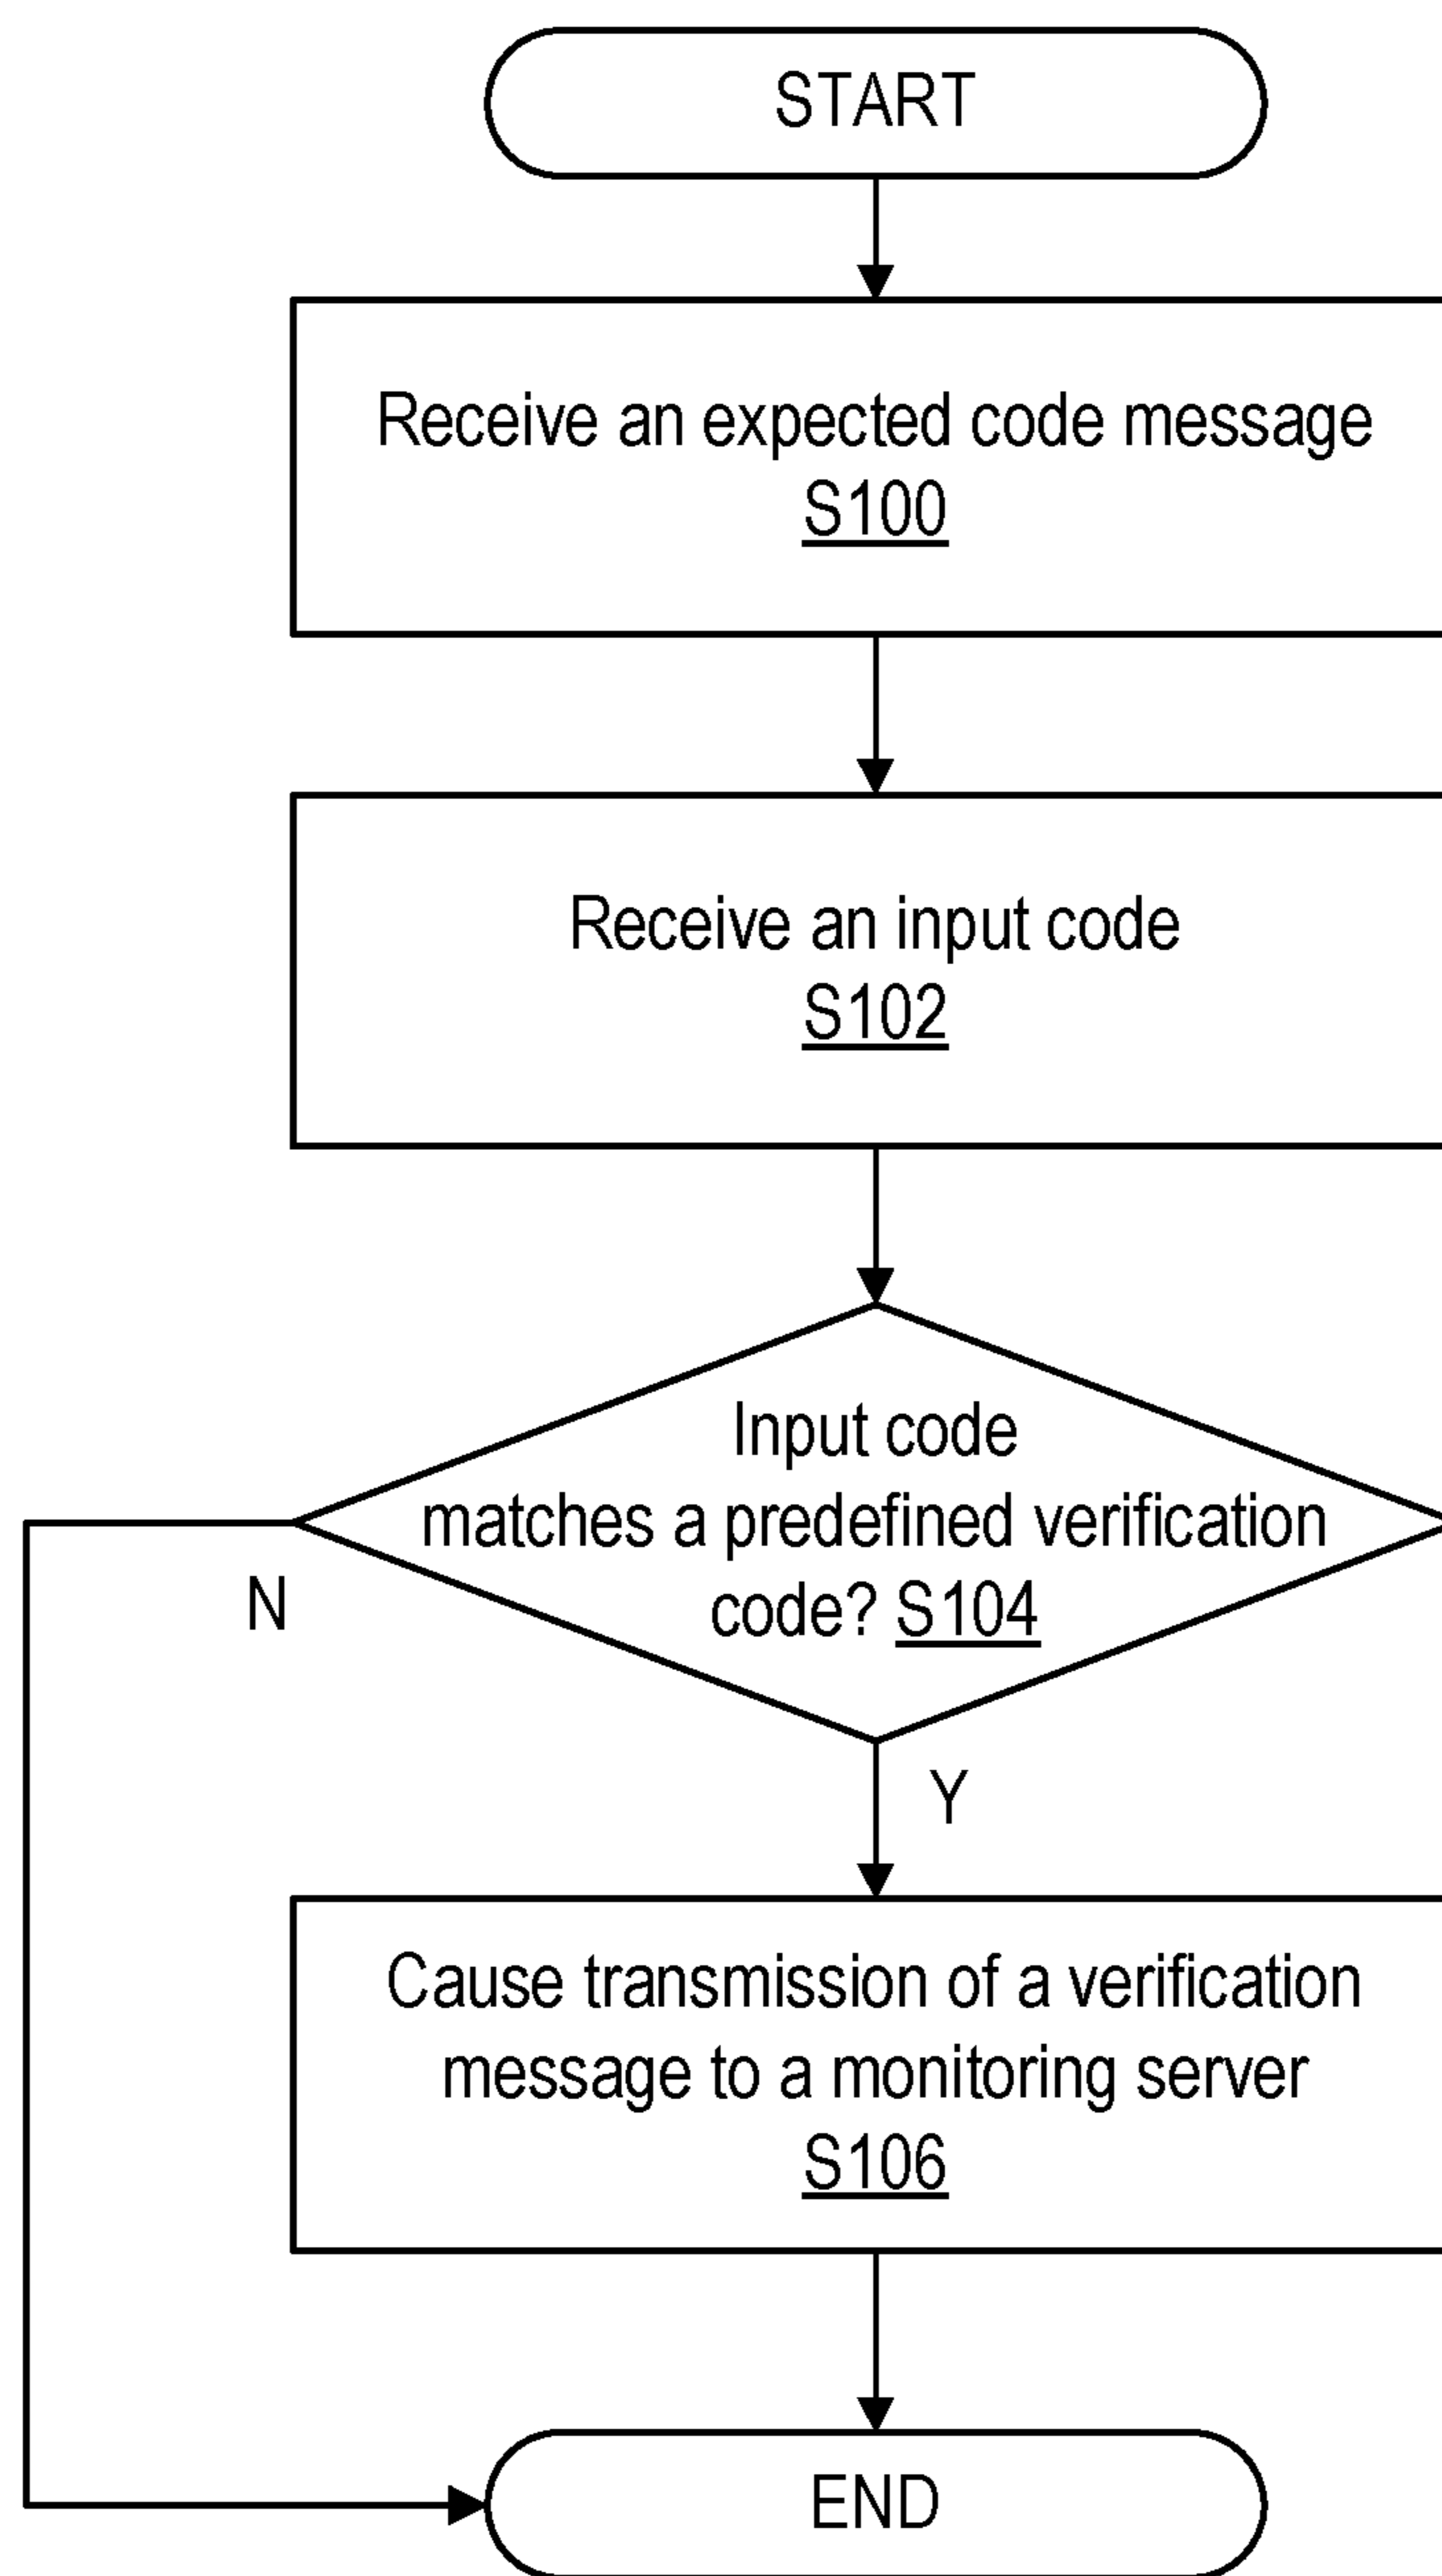 START
Receive an expected code message
S100
Receive an input code
S102
Input code
matches a predefined verification
code? S104
N
Y
Cause transmission of a verification
message to a monitoring server
S106
END